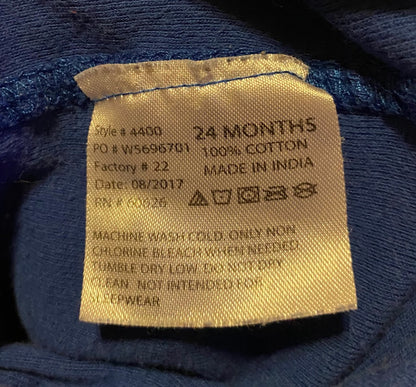 Style # 4400
PO # W5696701
Factory # 22
Date: 08/2017
RN # 60626
24 MONTHS
100% COTTON
MADE IN INDIA
MACHINE WASH COLD. ONLY NON
CHLORINE BLEACH WHEN NEEDED
TUMBLE DRY LOW. DO NOT DRY
CLEAN NOT INTENDED FOR
SLEEPWEAR